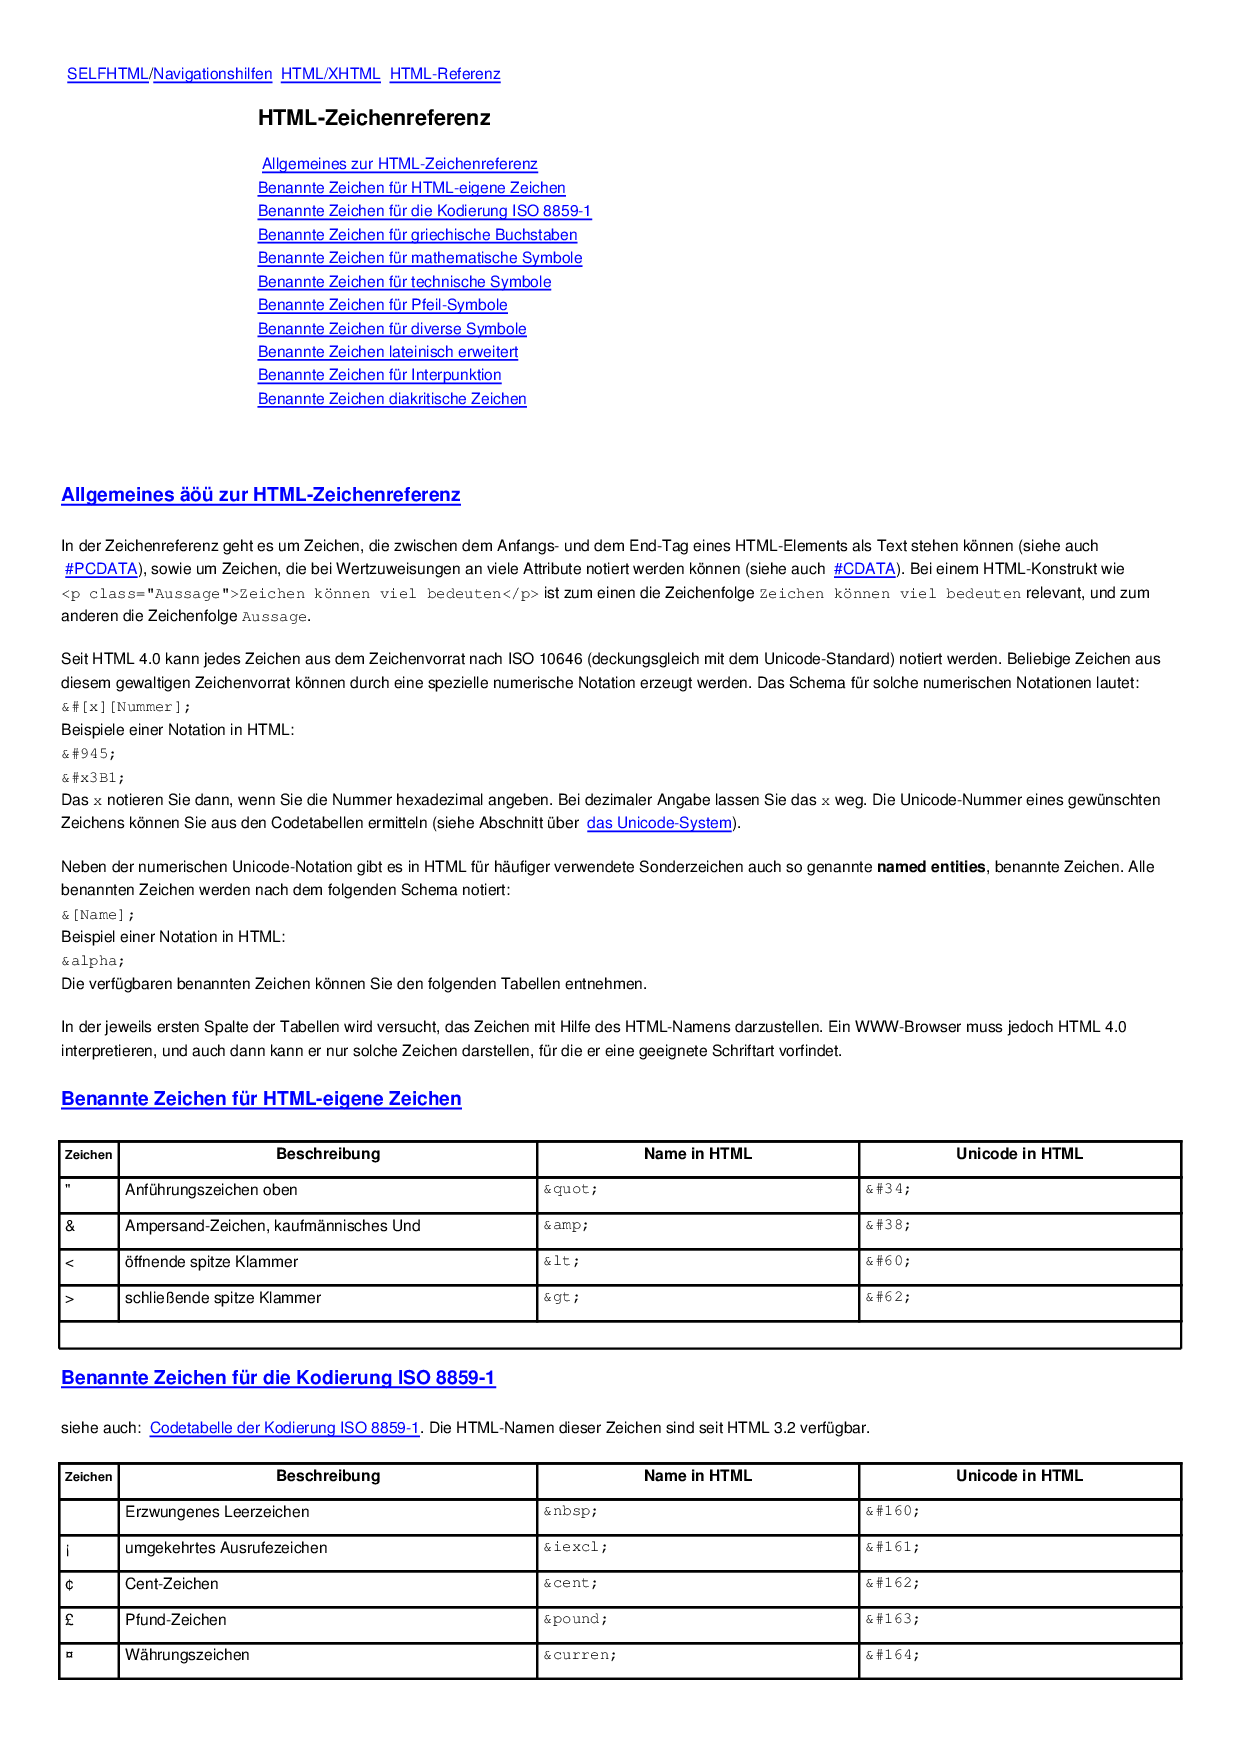 SELFHTML/Navigationshilfen HTML/XHTML HTML-Referenz
HTML-Zeichenreferenz
Allgemeines zur HTML-Zeichenreferenz
Benannte Zeichen für HTML-eigene Zeichen
Benannte Zeichen für die Kodierung ISO 8859-1
Benannte Zeichen für griechische Buchstaben
Benannte Zeichen für mathematische Symbole
Benannte Zeichen für technische Symbole
Benannte Zeichen für Pfeil-Symbole
Benannte Zeichen für diverse Symbole
Benannte Zeichen lateinisch erweitert
Benannte Zeichen für Interpunktion
Benannte Zeichen diakritische Zeichen
Allgemeines äöü zur HTML-Zeichenreferenz
In der Zeichenreferenz geht es um Zeichen, die zwischen dem Anfangs- und dem End-Tag eines HTML-Elements als Text stehen können (siehe auch
#PCDATA), sowie um Zeichen, die bei Wertzuweisungen an viele Attribute notiert werden können (siehe auch #CDATA). Bei einem HTML-Konstrukt wie
<p class="Aussage">Zeichen können viel bedeuten</p> ist zum einen die Zeichenfolge Zeichen können viel bedeuten relevant, und zum
anderen die Zeichenfolge Aussage.
Seit HTML 4.0 kann jedes Zeichen aus dem Zeichenvorrat nach ISO 10646 (deckungsgleich mit dem Unicode-Standard) notiert werden. Beliebige Zeichen aus
diesem gewaltigen Zeichenvorrat können durch eine spezielle numerische Notation erzeugt werden. Das Schema für solche numerischen Notationen lautet:
&#[x][Nummer];
Beispiele einer Notation in HTML:
&#945;
&#x3B1;
Das x notieren Sie dann, wenn Sie die Nummer hexadezimal angeben. Bei dezimaler Angabe lassen Sie das x weg. Die Unicode-Nummer eines gewünschten
Zeichens können Sie aus den Codetabellen ermitteln (siehe Abschnitt über das Unicode-System).
Neben der numerischen Unicode-Notation gibt es in HTML für häufiger verwendete Sonderzeichen auch so genannte named entities, benannte Zeichen. Alle
benannten Zeichen werden nach dem folgenden Schema notiert:
&[Name];
Beispiel einer Notation in HTML:
&alpha;
Die verfügbaren benannten Zeichen können Sie den folgenden Tabellen entnehmen.
In der jeweils ersten Spalte der Tabellen wird versucht, das Zeichen mit Hilfe des HTML-Namens darzustellen. Ein WWW-Browser muss jedoch HTML 4.0
interpretieren, und auch dann kann er nur solche Zeichen darstellen, für die er eine geeignete Schriftart vorfindet.
Benannte Zeichen für HTML-eigene Zeichen
Zeichen Beschreibung Name in HTML Unicode in HTML
" Anführungszeichen oben &quot; &#34;
& Ampersand-Zeichen, kaufmännisches Und &amp; &#38;
< öffnende spitze Klammer &lt; &#60;
> schließende spitze Klammer &gt; &#62;
Benannte Zeichen für die Kodierung ISO 8859-1
siehe auch: Codetabelle der Kodierung ISO 8859-1. Die HTML-Namen dieser Zeichen sind seit HTML 3.2 verfügbar.
Zeichen Beschreibung Name in HTML Unicode in HTML
Erzwungenes Leerzeichen &nbsp; &#160;
¡ umgekehrtes Ausrufezeichen &iexcl; &#161;
¢ Cent-Zeichen &cent; &#162;
£ Pfund-Zeichen &pound; &#163;
¤ Währungszeichen &curren; &#164;